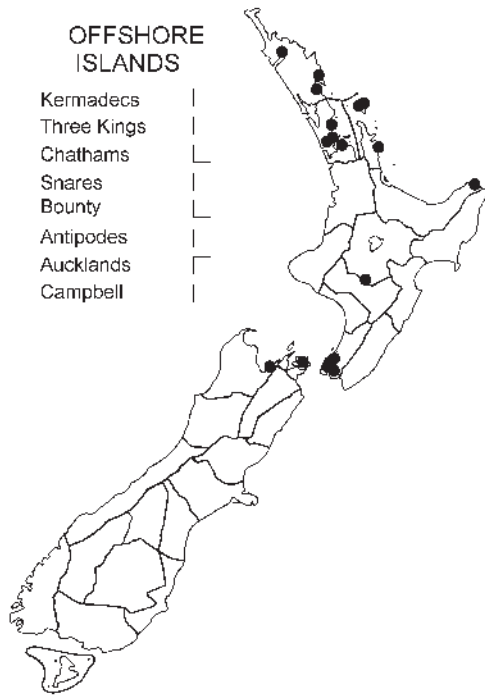 OFFSHORE
ISLANDS
Kermadecs
Three Kings
Chathams
Snares
Bounty
Antipodes
Aucklands
Campbell